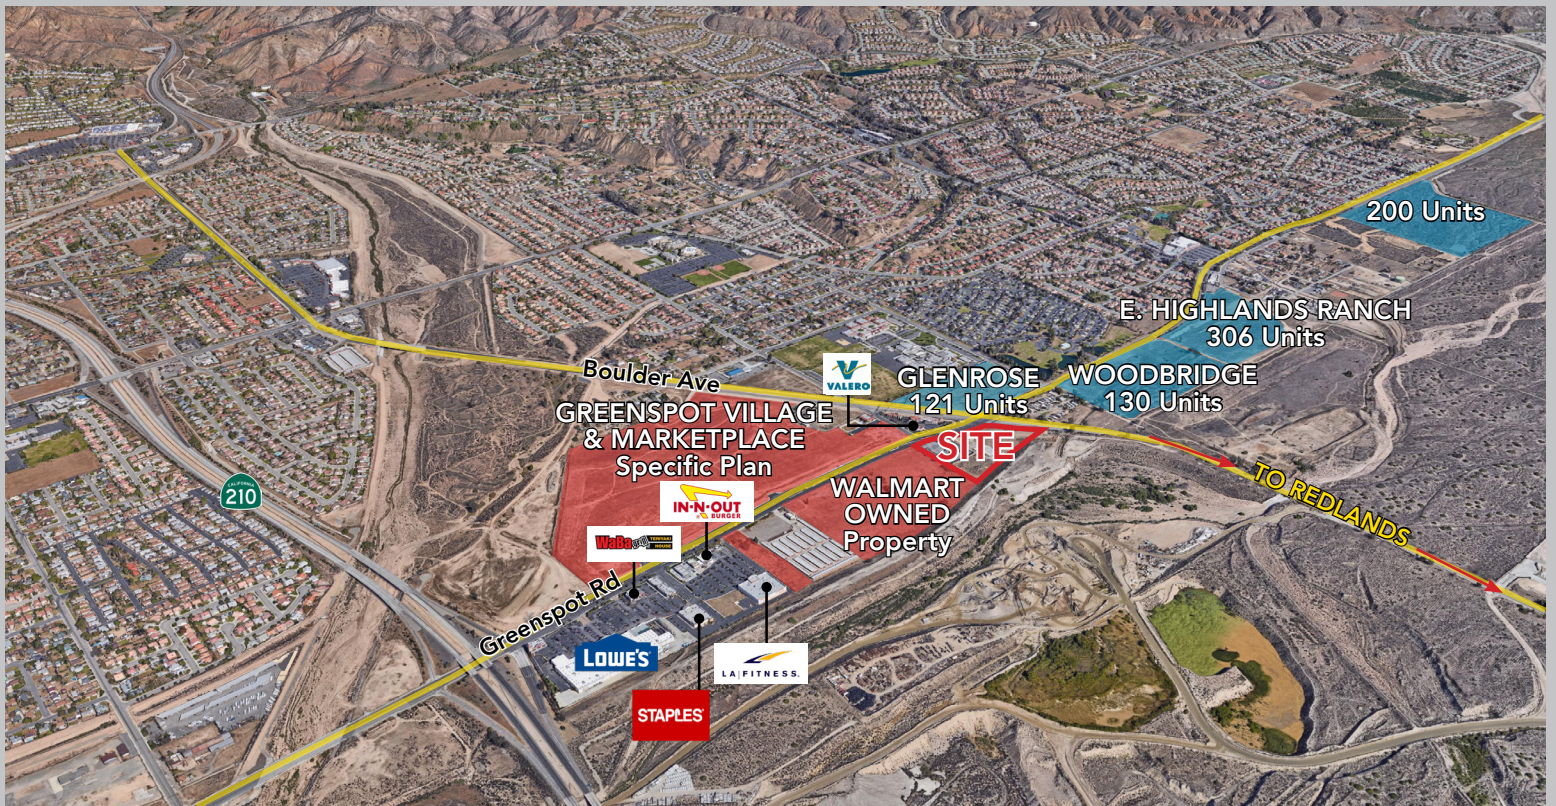 200 Units
E. HIGHLANDS RANCH
306 Units
Boulder Ave
VALERO
GLENROSE
121 Units
WOODBRIDGE
130 Units
GREENSPOT VILLAGE
& MARKETPLACE
Specific Plan
SITE
TO REDLANDS
CALIFORNIA
210
IN-N-OUT
BURGER
WALMART
OWNED
Property
WaBa grill TERIYAKI
HOUSE
Greenspot Rd
LOWE'S
LA FITNESS.
STAPLES